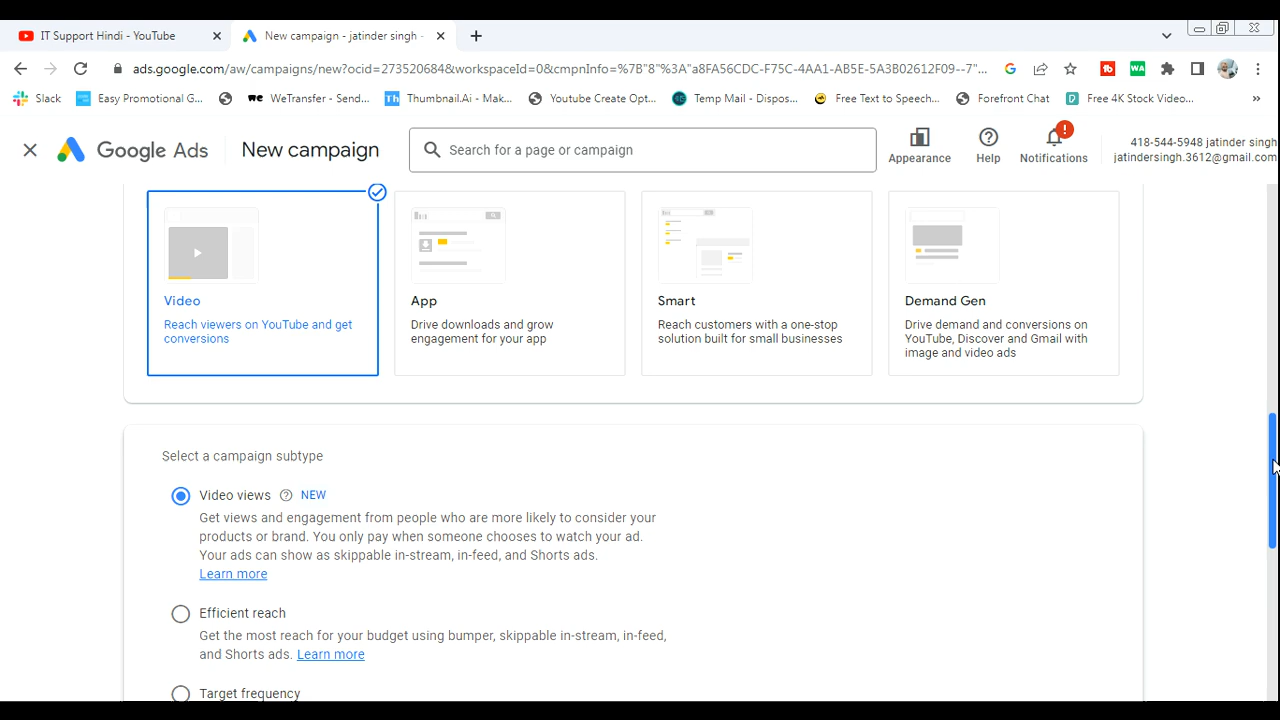 IT Support Hindi - YouTube
New campaign - jatinder singh -
ads.google.com/aw/campaigns/new?ocid=273520684&workspaceId=0&cmpnInfo=%7B"8"%3A"a8FA56CDC-F75C-4AA1-AB5E-5A3B02612F09--7"...
Slack
Easy Promotional G...
WeTransfer - Send...
Thumbnail.Ai - Mak...
Youtube Create Opt...
Temp Mail - Dispos...
Free Text to Speech...
Forefront Chat
Free 4K Stock Video...
Google Ads
New campaign
Search for a page or campaign
Appearance
Help
Notifications
418-544-5948 jatinder singh
jatindersingh.3612@gmail.com
Video
Reach viewers on YouTube and get
conversions
App
Drive downloads and grow
engagement for your app
Smart
Reach customers with a one-stop
solution built for small businesses
Demand Gen
Drive demand and conversions on
YouTube, Discover and Gmail with
image and video ads
Select a campaign subtype
Video views NEW
Get views and engagement from people who are more likely to consider your
products or brand. You only pay when someone chooses to watch your ad.
Your ads can show as skippable in-stream, in-feed, and Shorts ads.
Learn more
Efficient reach
Get the most reach for your budget using bumper, skippable in-stream, in-feed,
and Shorts ads. Learn more
Target frequency